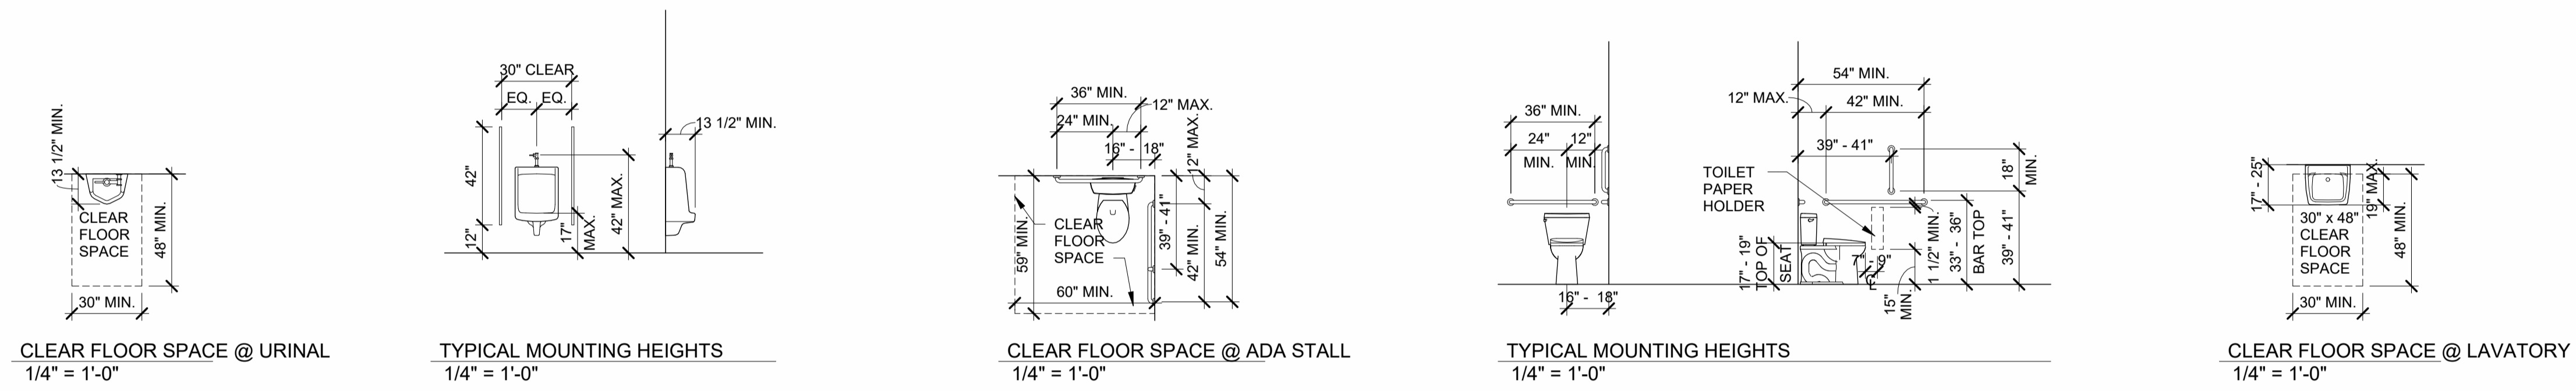 13 1/2" MIN.
CLEAR
FLOOR
SPACE
48" MIN.
30" MIN.
CLEAR FLOOR SPACE @ URINAL
1/4" = 1'-0"
30" CLEAR
EQ.
EQ.
13 1/2" MIN.
42"
12"
17"
MAX.
42" MAX.
TYPICAL MOUNTING HEIGHTS
1/4" = 1'-0"
36" MIN.
12" MAX.
24" MIN.
16" - 18"
12" MAX.
CLEAR
FLOOR
SPACE
59" MIN.
39" - 41"
42" MIN.
54" MIN.
60" MIN.
CLEAR FLOOR SPACE @ ADA STALL
1/4" = 1'-0"
36" MIN.
24"
MIN.
12"
MIN.
16" - 18"
54" MIN.
12" MAX.
42" MIN.
39" - 41"
TOILET
PAPER
HOLDER
18"
MIN.
17" - 19"
TOP OF
SEAT
7" - 9"
15"
MIN.
1 1/2" MIN.
33" - 36"
BAR TOP
39" - 41"
TYPICAL MOUNTING HEIGHTS
1/4" = 1'-0"
17" - 25"
19" MAX.
30" x 48"
CLEAR
FLOOR
SPACE
48" MIN.
30" MIN.
CLEAR FLOOR SPACE @ LAVATORY
1/4" = 1'-0"